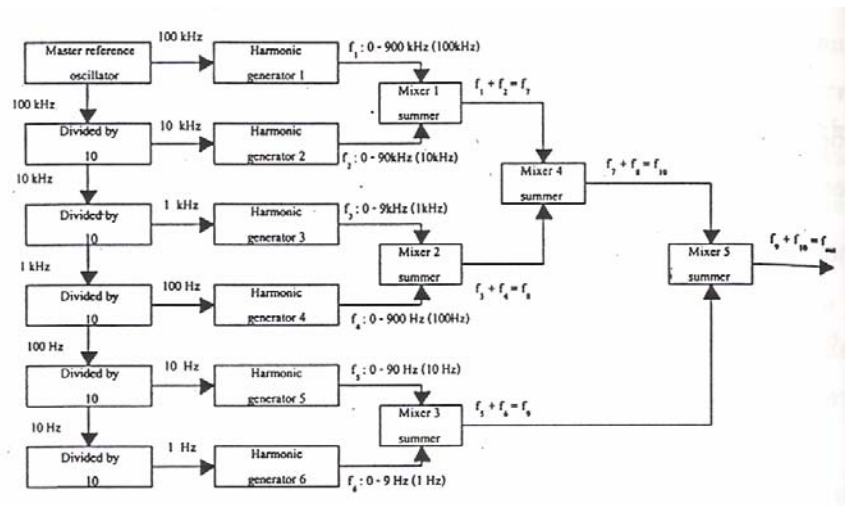 100 kHz
Master reference
oscillator
Harmonic
generator 1
f1 : 0 - 900 kHz (100kHz)
Mixer 1
summer
f1 + f2 = f7
100 kHz
Divided by
10
10 kHz
Harmonic
generator 2
f2 : 0 - 90kHz (10kHz)
Mixer 4
summer
f7 + f8 = f10
10 kHz
Divided by
10
1 kHz
Harmonic
generator 3
f3 : 0 - 9kHz (1kHz)
Mixer 2
summer
f3 + f4 = f8
Mixer 5
summer
f9 + f10 = fout
1 kHz
Divided by
10
100 Hz
Harmonic
generator 4
f4 : 0 - 900 Hz (100Hz)
100 Hz
Divided by
10
10 Hz
Harmonic
generator 5
f5 : 0 - 90 Hz (10 Hz)
Mixer 3
summer
f5 + f6 = f9
10 Hz
Divided by
10
1 Hz
Harmonic
generator 6
f6 : 0 - 9 Hz (1 Hz)